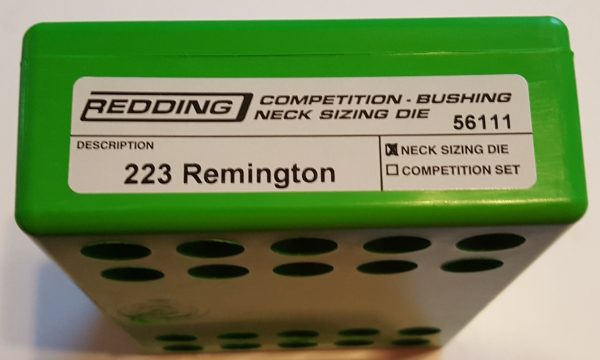 REDDING COMPETITION - BUSHING
NECK SIZING DIE 56111
DESCRIPTION
223 Remington
☒ NECK SIZING DIE
☐ COMPETITION SET